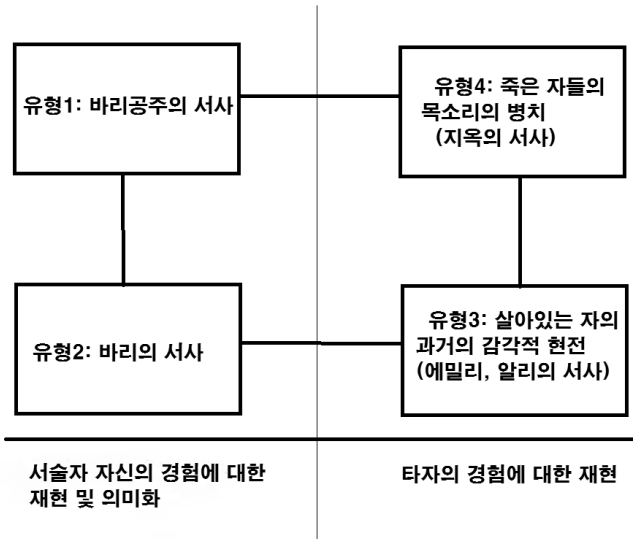 유형1: 바리공주의 서사
유형4: 죽은 자들의
목소리의 병치
(지옥의 서사)
유형2: 바리의 서사
유형3: 살아있는 자의
과거의 감각적 현전
(에밀리, 알리의 서사)
서술자 자신의 경험에 대한
재현 및 의미화
타자의 경험에 대한 재현